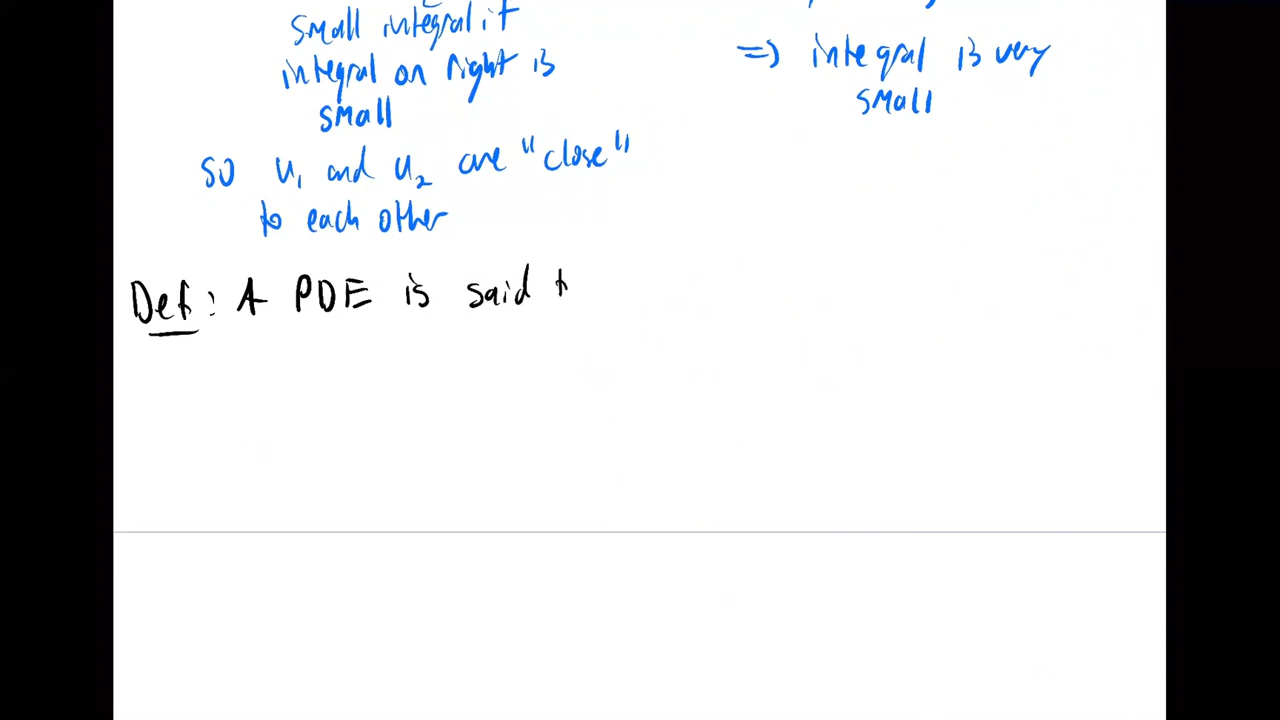 small integral if
integral on right is
small
so u₁ and u₂ are "close"
to each other
=> integral is very
small
Def: A PDE is said t